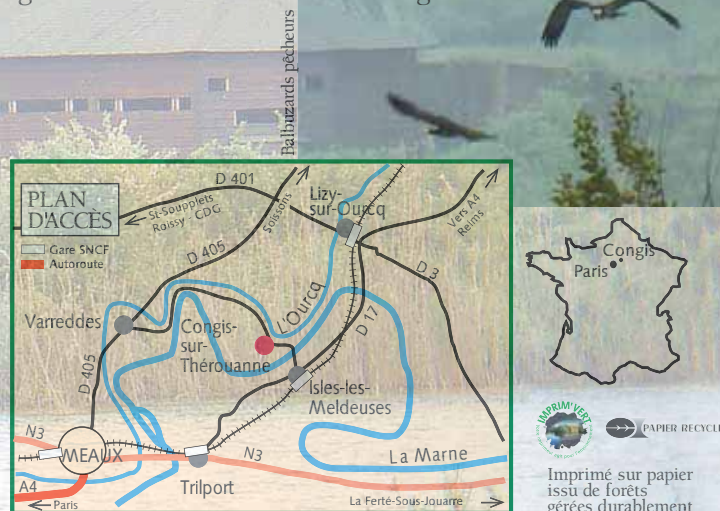 Balbuzards pêcheurs
PLAN
D'ACCÈS
Gare SNCF
Autoroute
D 401
St-Soupplets
Roissy - CDG
Soissons
Lizy-
sur-Ourcq
Vers A4
Reims
D 405
D 3
L'Ourcq
D 17
Varreddes
Congis-
sur-
Thérouanne
D 405
Isles-les-
Meldeuses
N3
MEAUX
N3
La Marne
A4
Paris
Trilport
La Ferté-Sous-Jouarre
Congis
Paris
IMPRIM'VERT
PAPIER RECYCLE
Imprimé sur papier
issu de forêts
gérées durablement